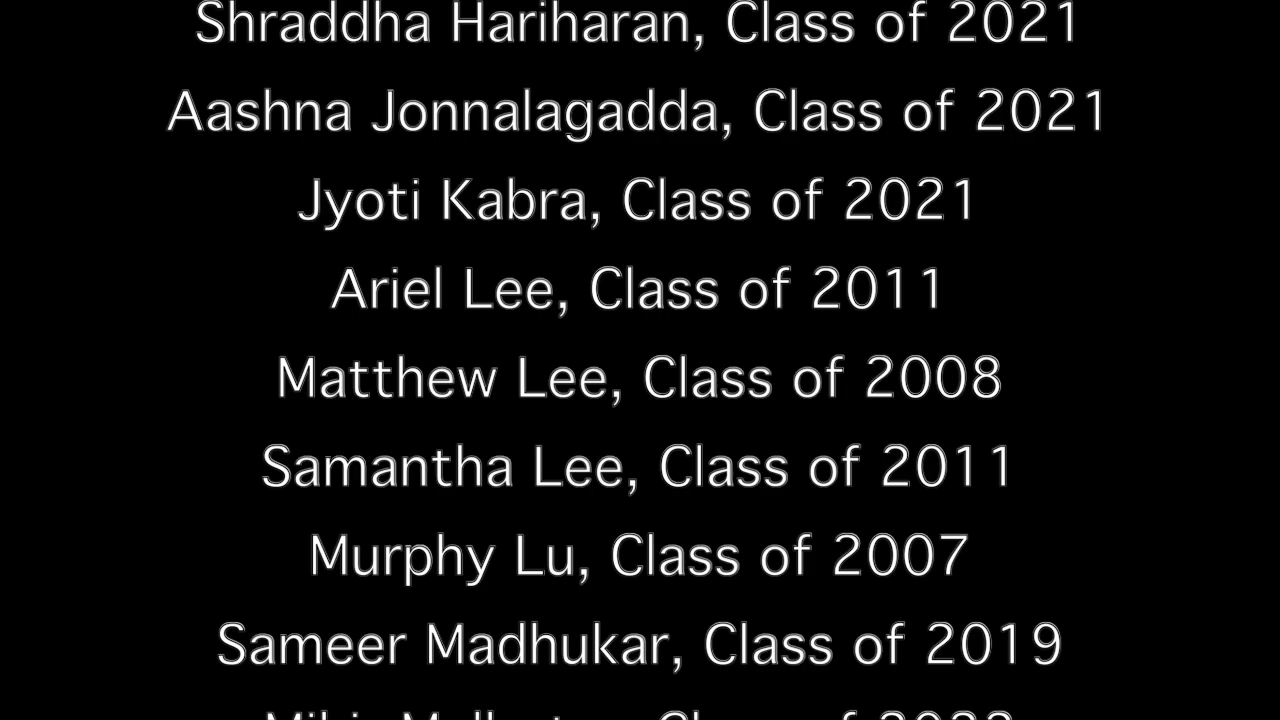 Shraddha Hariharan, Class of 2021
Aashna Jonnalagadda, Class of 2021
Jyoti Kabra, Class of 2021
Ariel Lee, Class of 2011
Matthew Lee, Class of 2008
Samantha Lee, Class of 2011
Murphy Lu, Class of 2007
Sameer Madhukar, Class of 2019
Class of